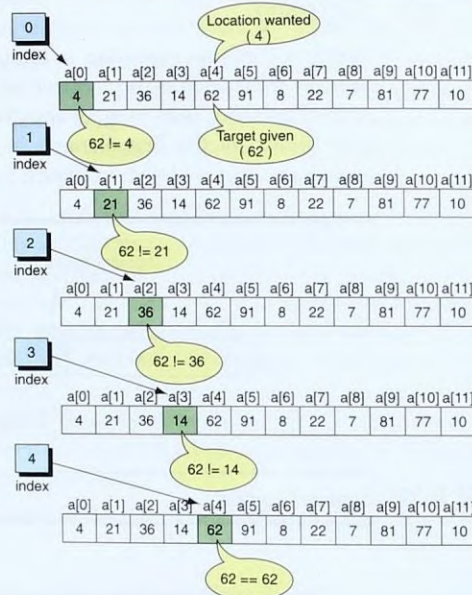 0
Location wanted
( 4 )
index
a[0] a[1] a[2] a[3] a[4] a[5] a[6] a[7] a[8] a[9] a[10] a[11]
4 21 36 14 62 91 8 22 7 81 77 10
62 != 4
Target given
( 62 )
1
index
a[0] a[1] a[2] a[3] a[4] a[5] a[6] a[7] a[8] a[9] a[10] a[11]
4 21 36 14 62 91 8 22 7 81 77 10
62 != 21
2
index
a[0] a[1] a[2] a[3] a[4] a[5] a[6] a[7] a[8] a[9] a[10] a[11]
4 21 36 14 62 91 8 22 7 81 77 10
62 != 36
3
index
a[0] a[1] a[2] a[3] a[4] a[5] a[6] a[7] a[8] a[9] a[10] a[11]
4 21 36 14 62 91 8 22 7 81 77 10
62 != 14
4
index
a[0] a[1] a[2] a[3] a[4] a[5] a[6] a[7] a[8] a[9] a[10] a[11]
4 21 36 14 62 91 8 22 7 81 77 10
62 == 62